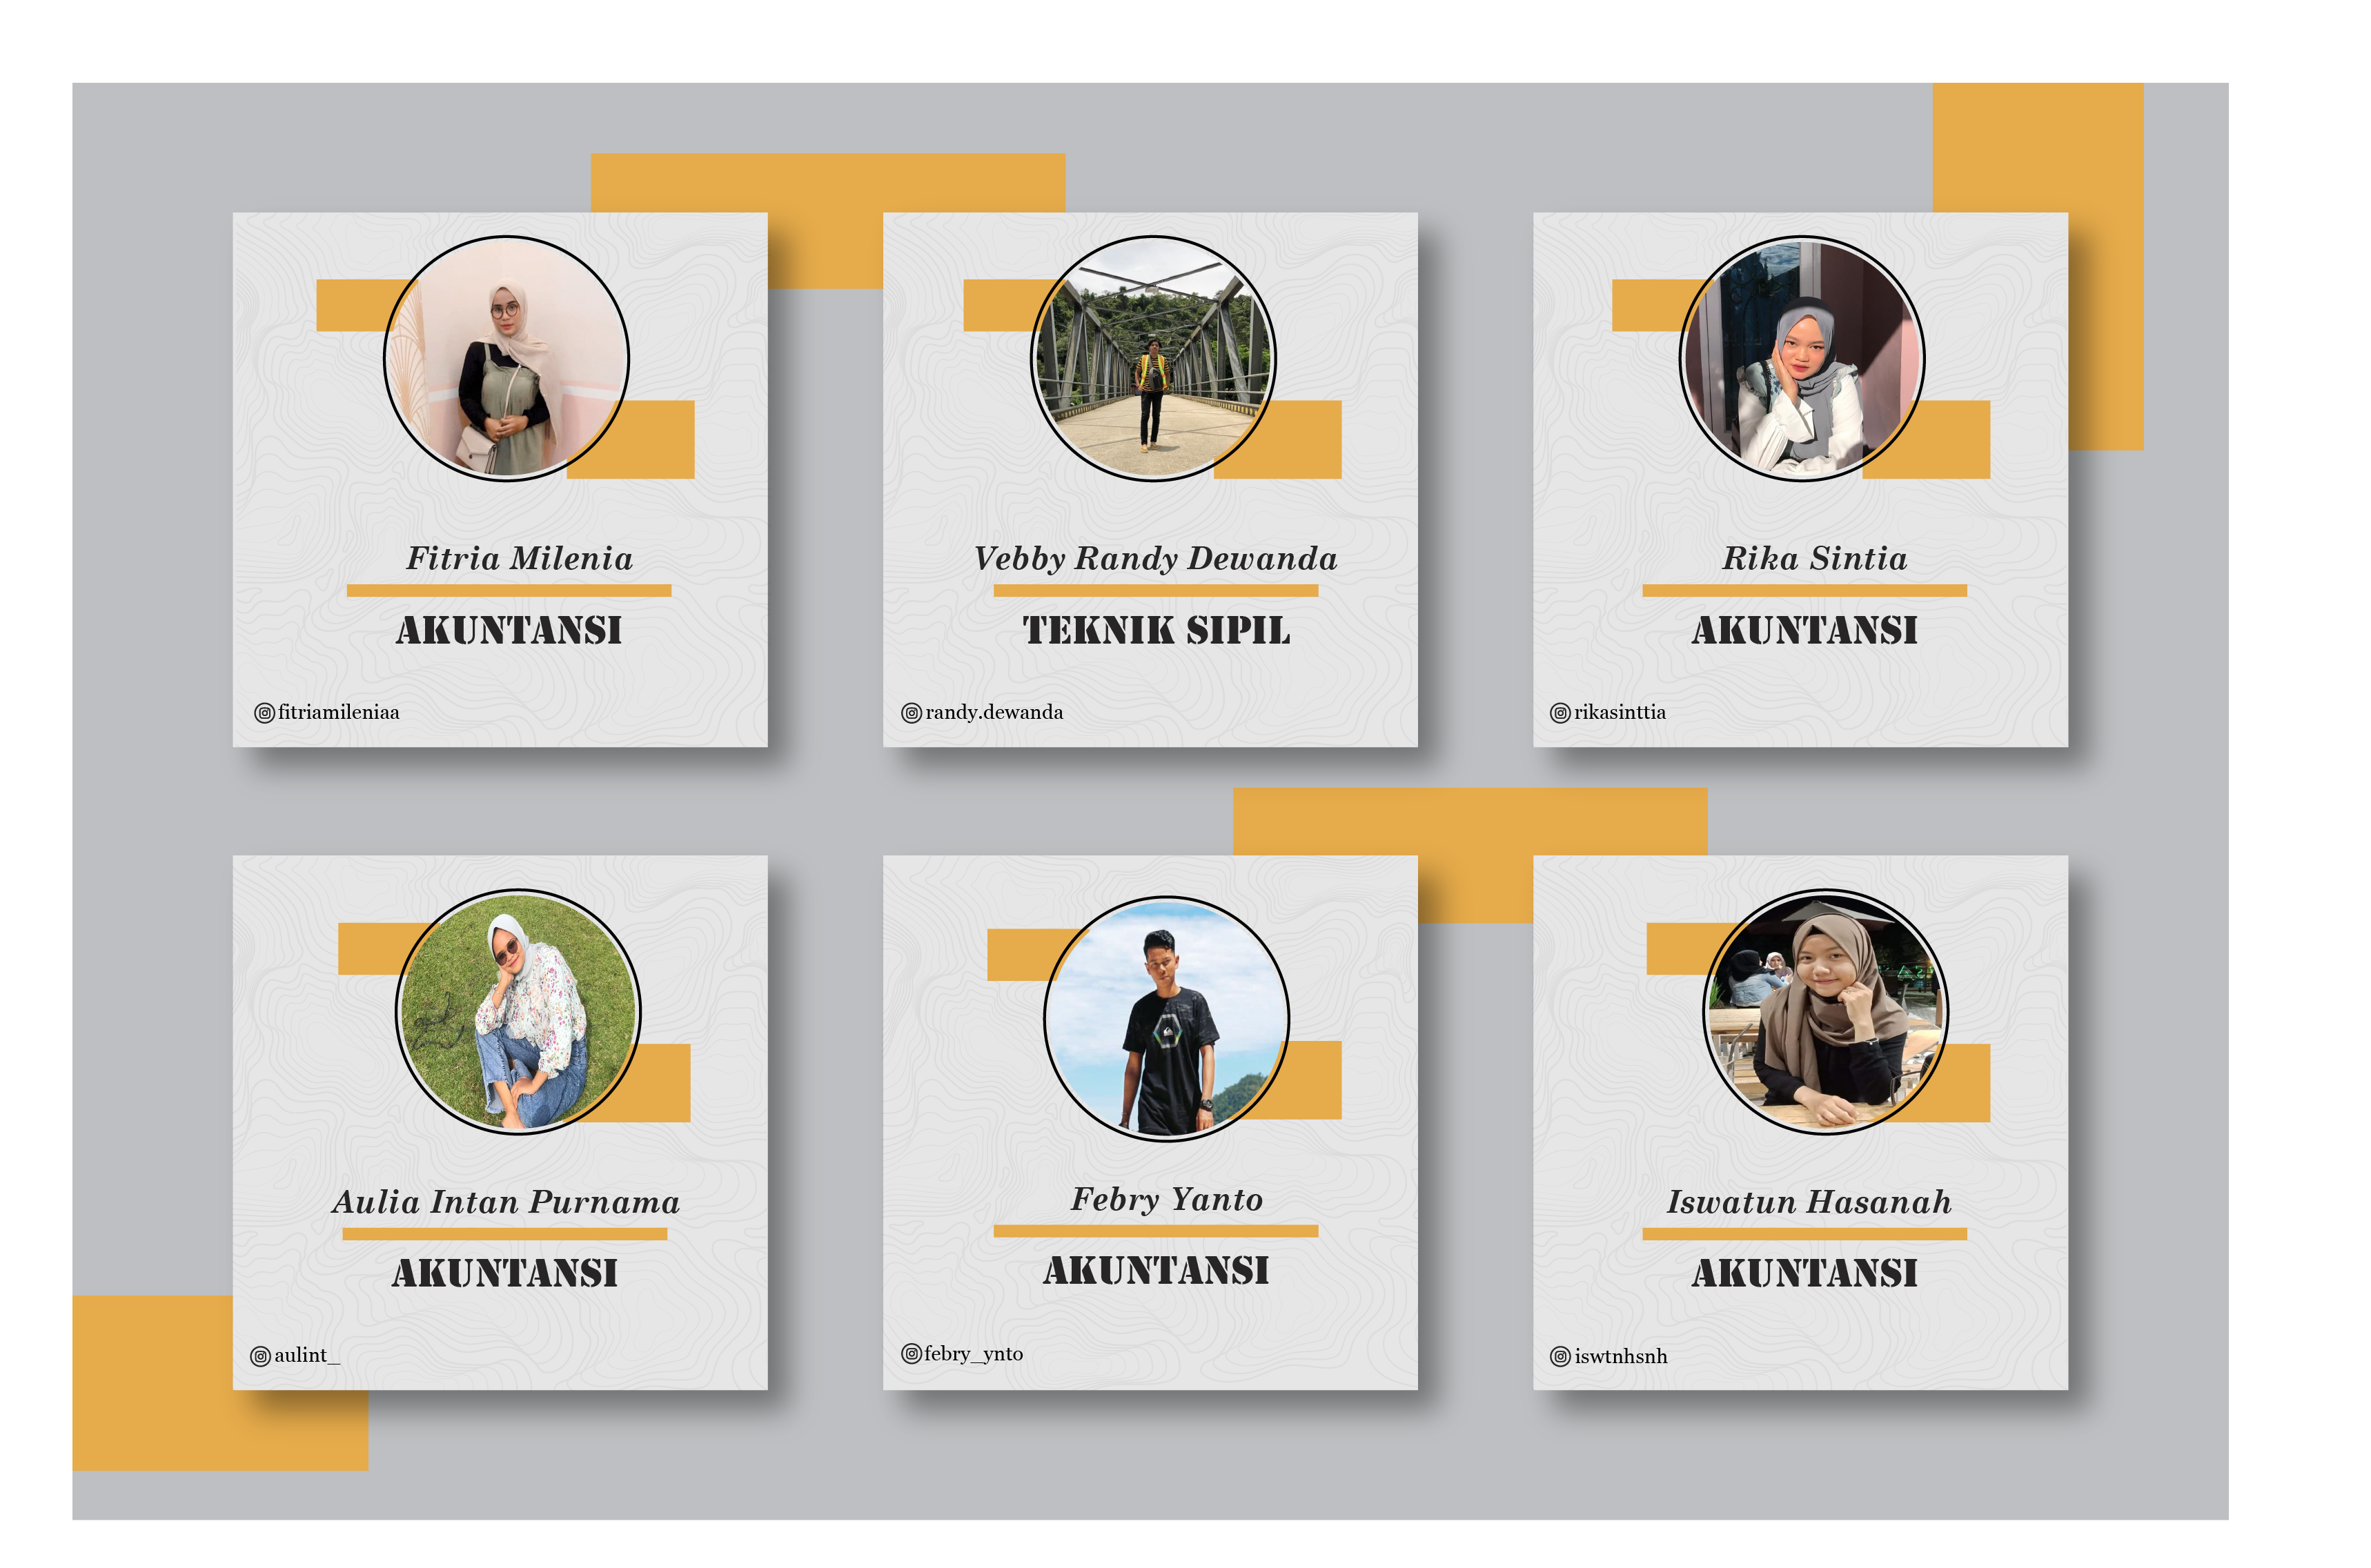 Fitria Milenia
AKUNTANSI
fitriamileniaa
Vebby Randy Dewanda
TEKNIK SIPIL
randy.dewanda
Rika Sintia
AKUNTANSI
rikasinttia
Aulia Intan Purnama
AKUNTANSI
aulint_
Febry Yanto
AKUNTANSI
febry_ynto
Iswatun Hasanah
AKUNTANSI
iswtnhsnh